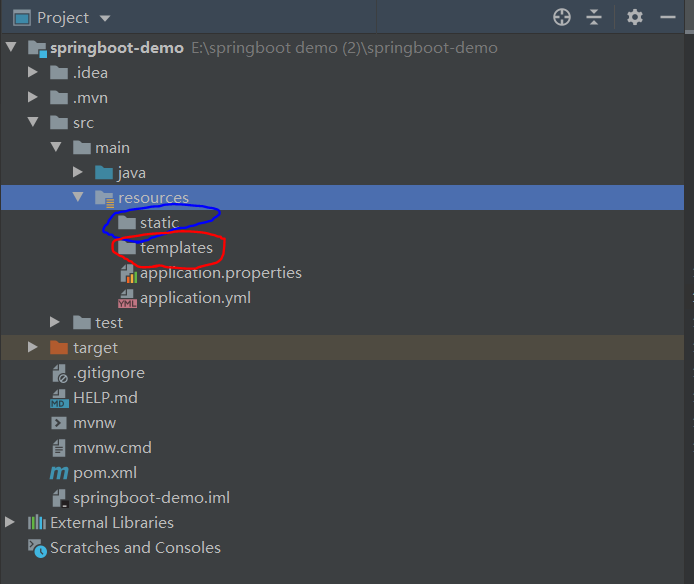 Project
springboot-demo E:\springboot demo (2)\springboot-demo
.idea
.mvn
src
main
java
resources
static
templates
application.properties
YML application.yml
test
target
.gitignore
MD HELP.md
mvnw
mvnw.cmd
m pom.xml
springboot-demo.iml
External Libraries
Scratches and Consoles